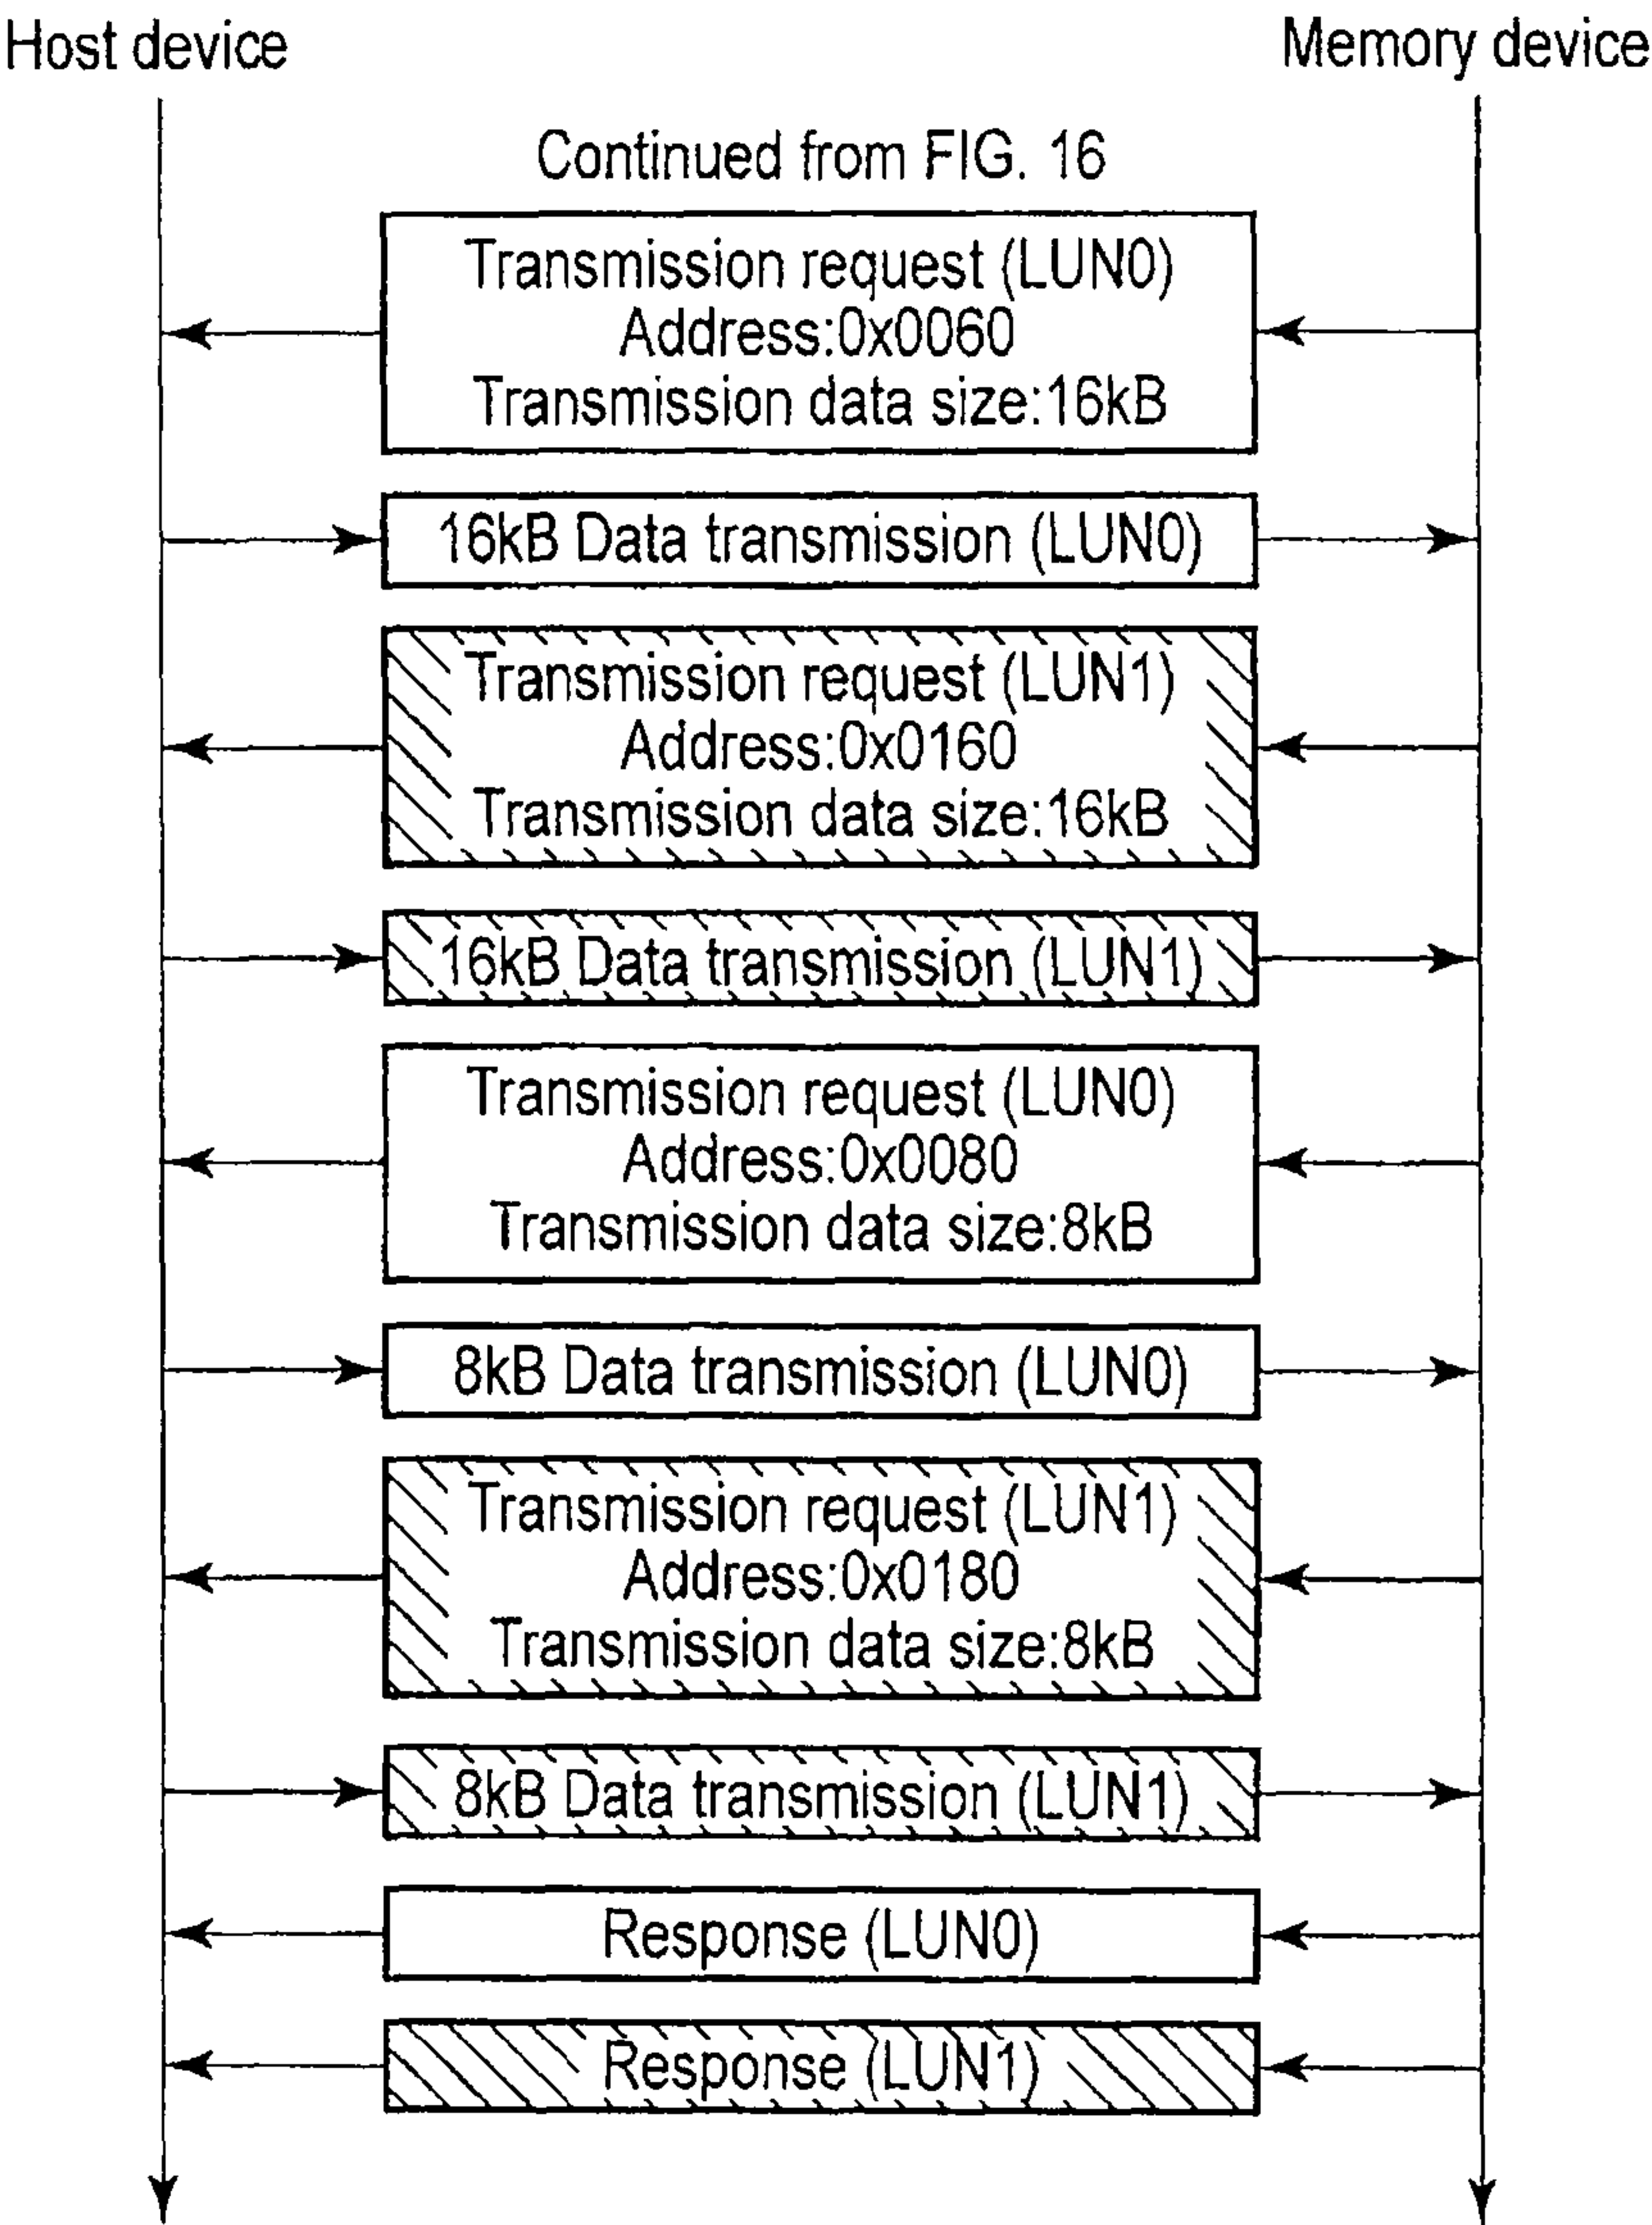 Host device
Memory device
Continued from FIG. 16
Transmission request (LUN0)
Address:0x0060
Transmission data size:16kB
16kB Data transmission (LUN0)
Transmission request (LUN1)
Address:0x0160
Transmission data size:16kB
16kB Data transmission (LUN1)
Transmission request (LUN0)
Address:0x0080
Transmission data size:8kB
8kB Data transmission (LUN0)
Transmission request (LUN1)
Address:0x0180
Transmission data size:8kB
8kB Data transmission (LUN1)
Response (LUN0)
Response (LUN1)